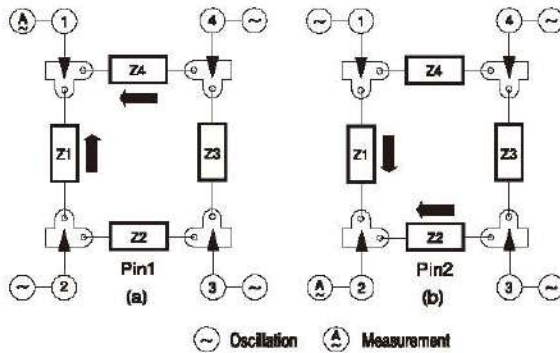 A 1 4 1 4
Z4 Z4
Z1 Z3 Z1 Z3
Z2 Z2
Pin1 Pin2
2 3 A 2 3
(a) (b)
Oscillation A Measurement